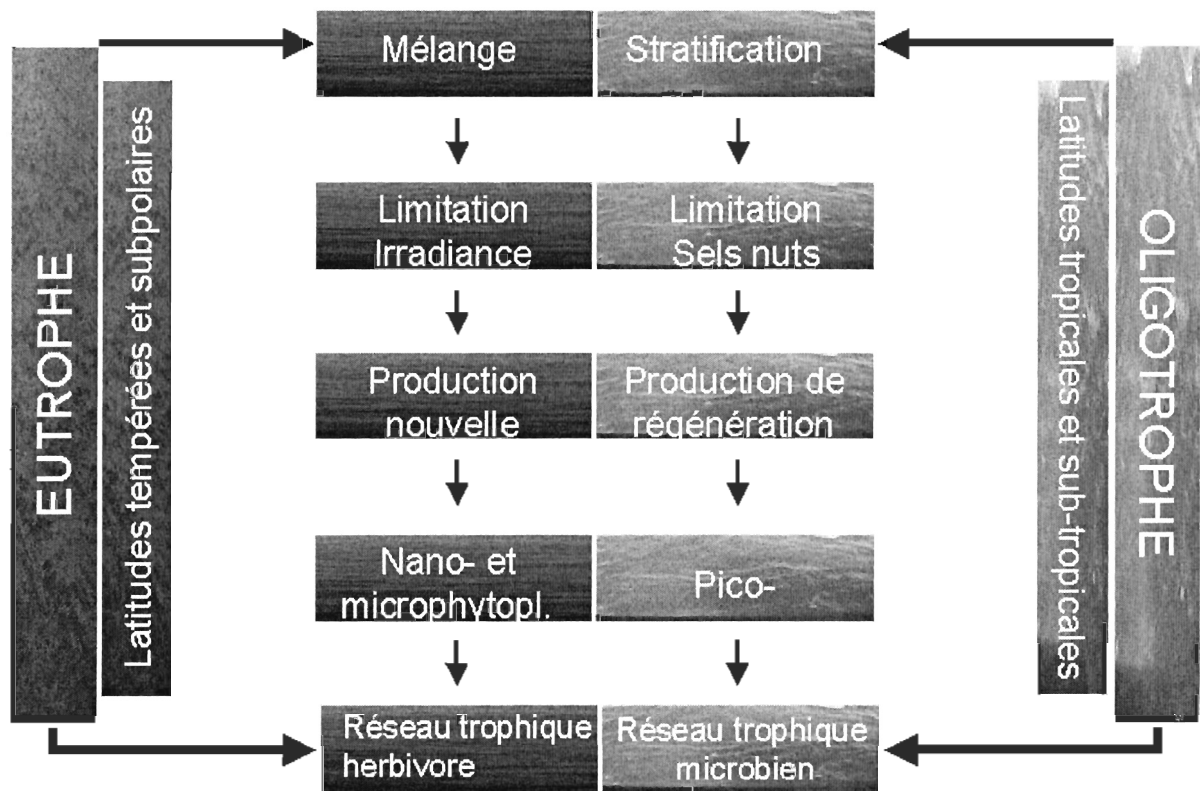 EUTROPHE
Latitudes tempérées et subpolaires
Mélange
Stratification
Limitation
Irradiance
Limitation
Sels nuts
Production
nouvelle
Production de
régénération
Nano- et
microphytopl.
Pico-
Réseau trophique
herbivore
Réseau trophique
microbien
Latitudes tropicales et sub-tropicales
OLIGOTROPHE